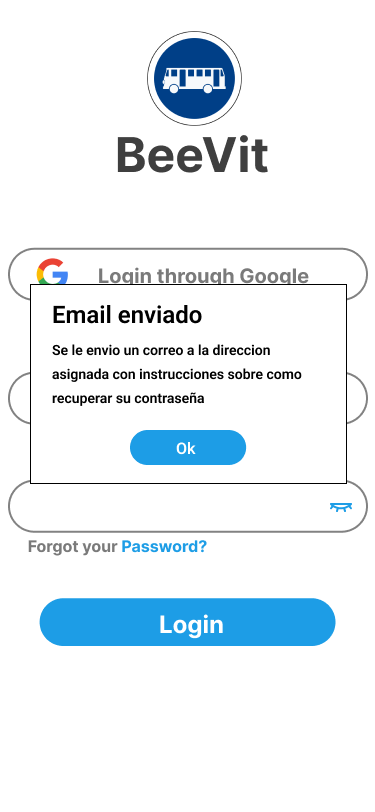 BeeVit
Login through Google
Email enviado
Se le envio un correo a la direccion
asignada con instrucciones sobre como
recuperar su contraseña
Ok
Forgot your Password?
Login